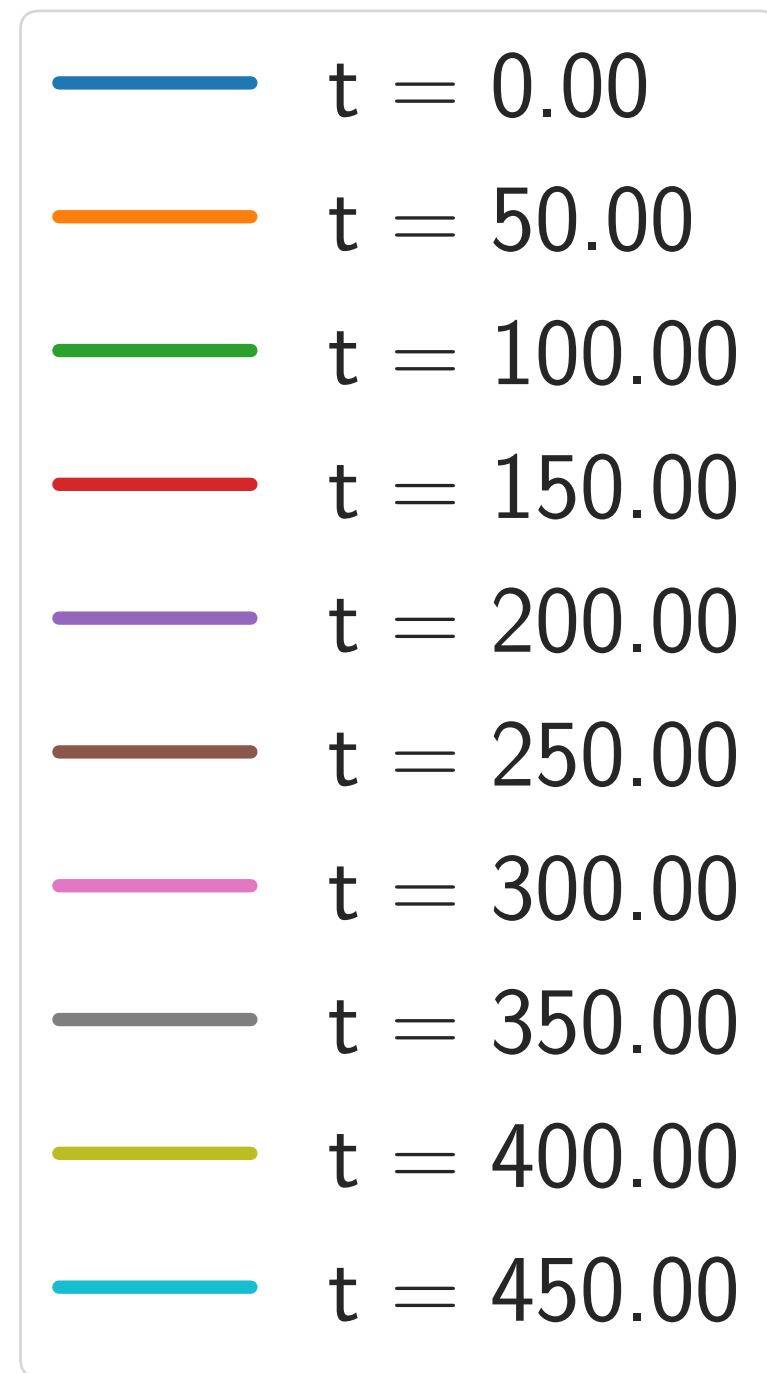 t = 0.00
t = 50.00
t = 100.00
t = 150.00
t = 200.00
t = 250.00
t = 300.00
t = 350.00
t = 400.00
t = 450.00